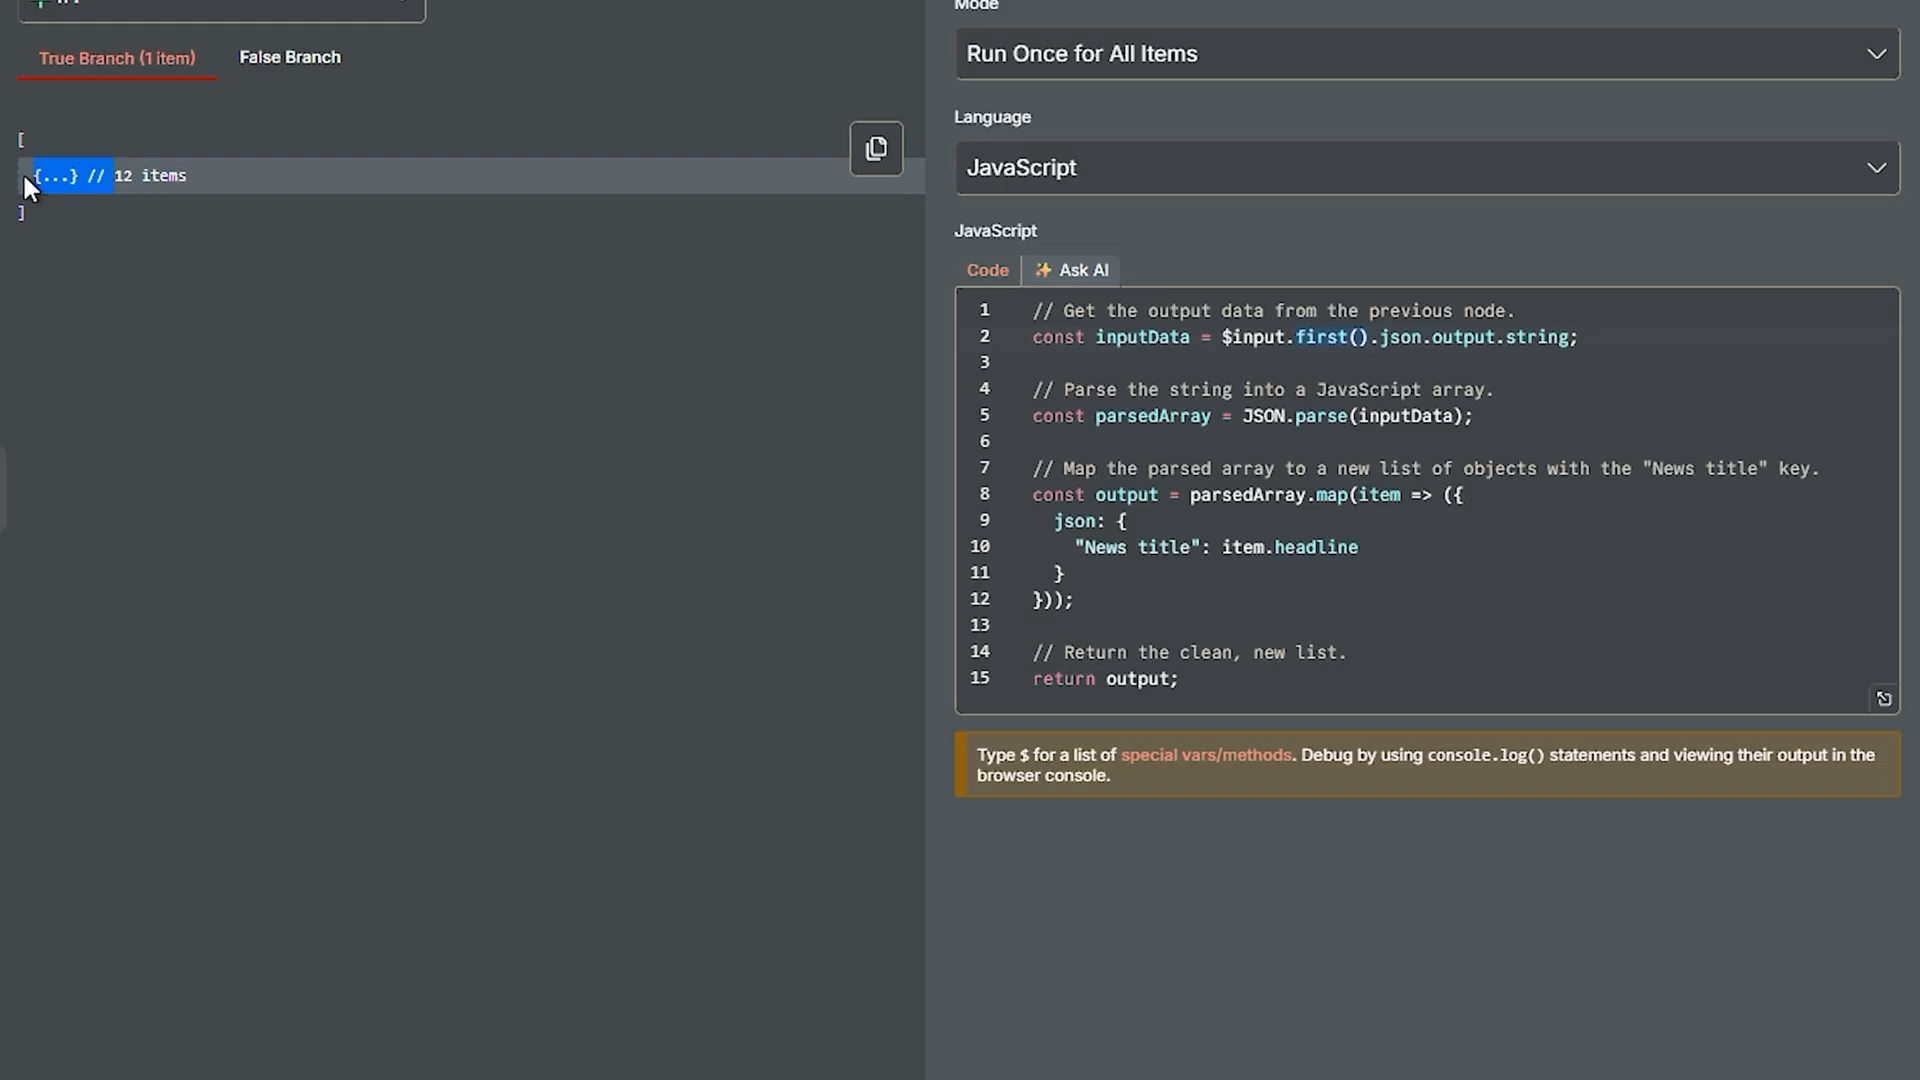 True Branch (1 item)
False Branch
[
{...} // 12 items
]
Mode
Run Once for All Items
Language
JavaScript
JavaScript
Code
✨ Ask AI
1 // Get the output data from the previous node.
2 const inputData = $input.first().json.output.string;
3
4 // Parse the string into a JavaScript array.
5 const parsedArray = JSON.parse(inputData);
6
7 // Map the parsed array to a new list of objects with the "News title" key.
8 const output = parsedArray.map(item => ({
9 json: {
10 "News title": item.headline
11 }
12 }));
13
14 // Return the clean, new list.
15 return output;
Type $ for a list of special vars/methods. Debug by using console.log() statements and viewing their output in the
browser console.